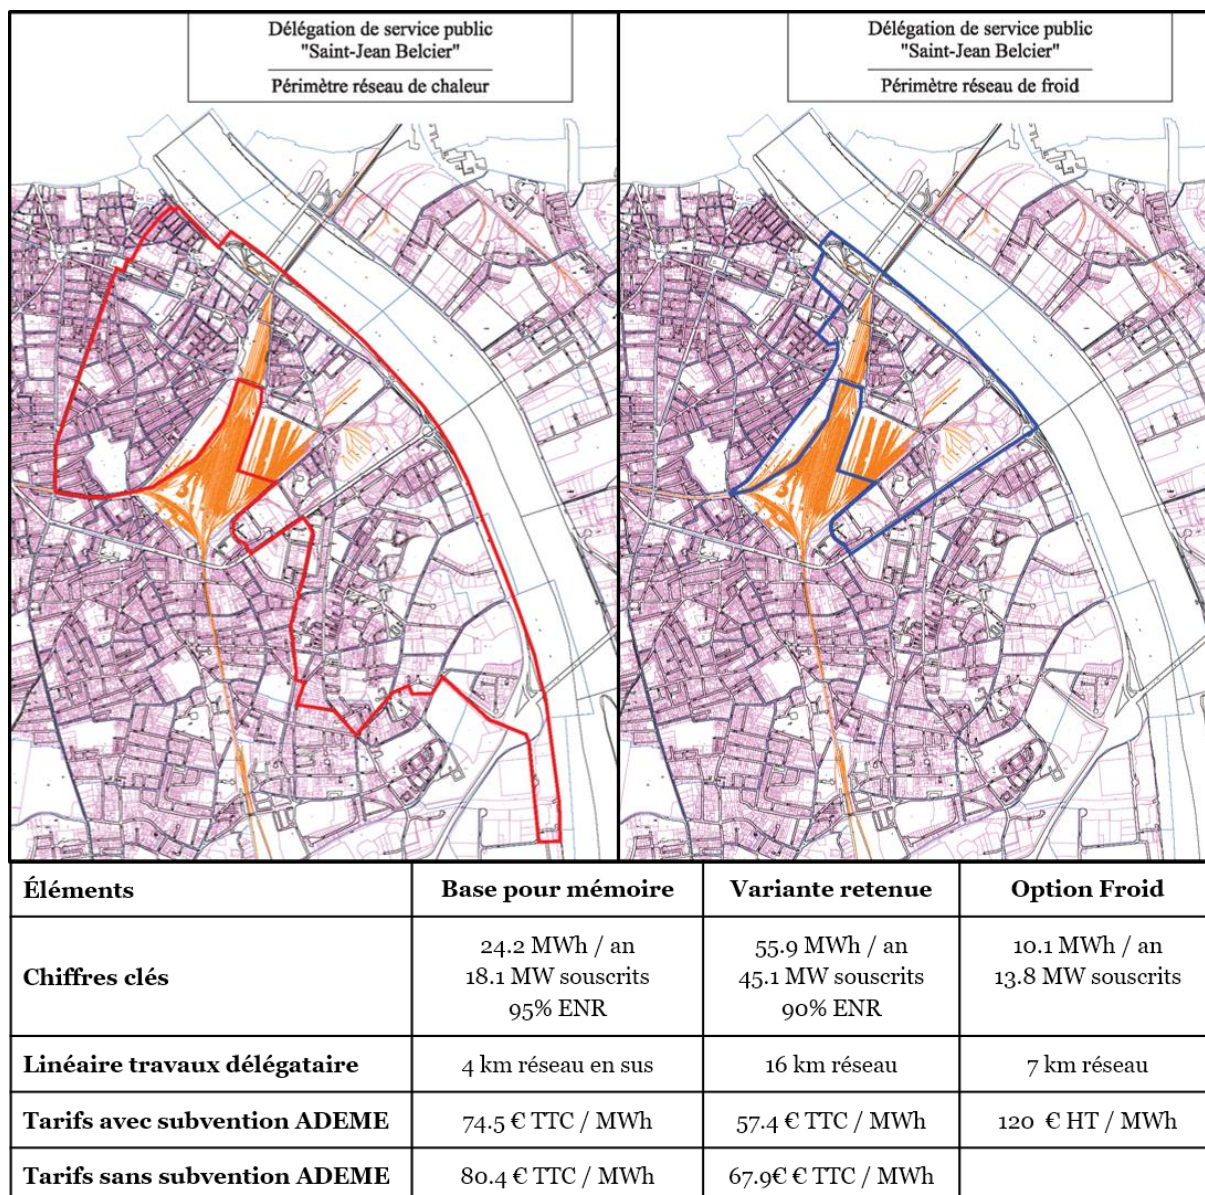 Délégation de service public
"Saint-Jean Belcier"
Périmètre réseau de chaleur
Délégation de service public
"Saint-Jean Belcier"
Périmètre réseau de froid
Éléments
Base pour mémoire
Variante retenue
Option Froid
Chiffres clés
24.2 MWh / an
18.1 MW souscrits
95% ENR
55.9 MWh / an
45.1 MW souscrits
90% ENR
10.1 MWh / an
13.8 MW souscrits
Linéaire travaux délégataire
4 km réseau en sus
16 km réseau
7 km réseau
Tarifs avec subvention ADEME
74.5 € TTC / MWh
57.4 € TTC / MWh
120 € HT / MWh
Tarifs sans subvention ADEME
80.4 € TTC / MWh
67.9€ € TTC / MWh